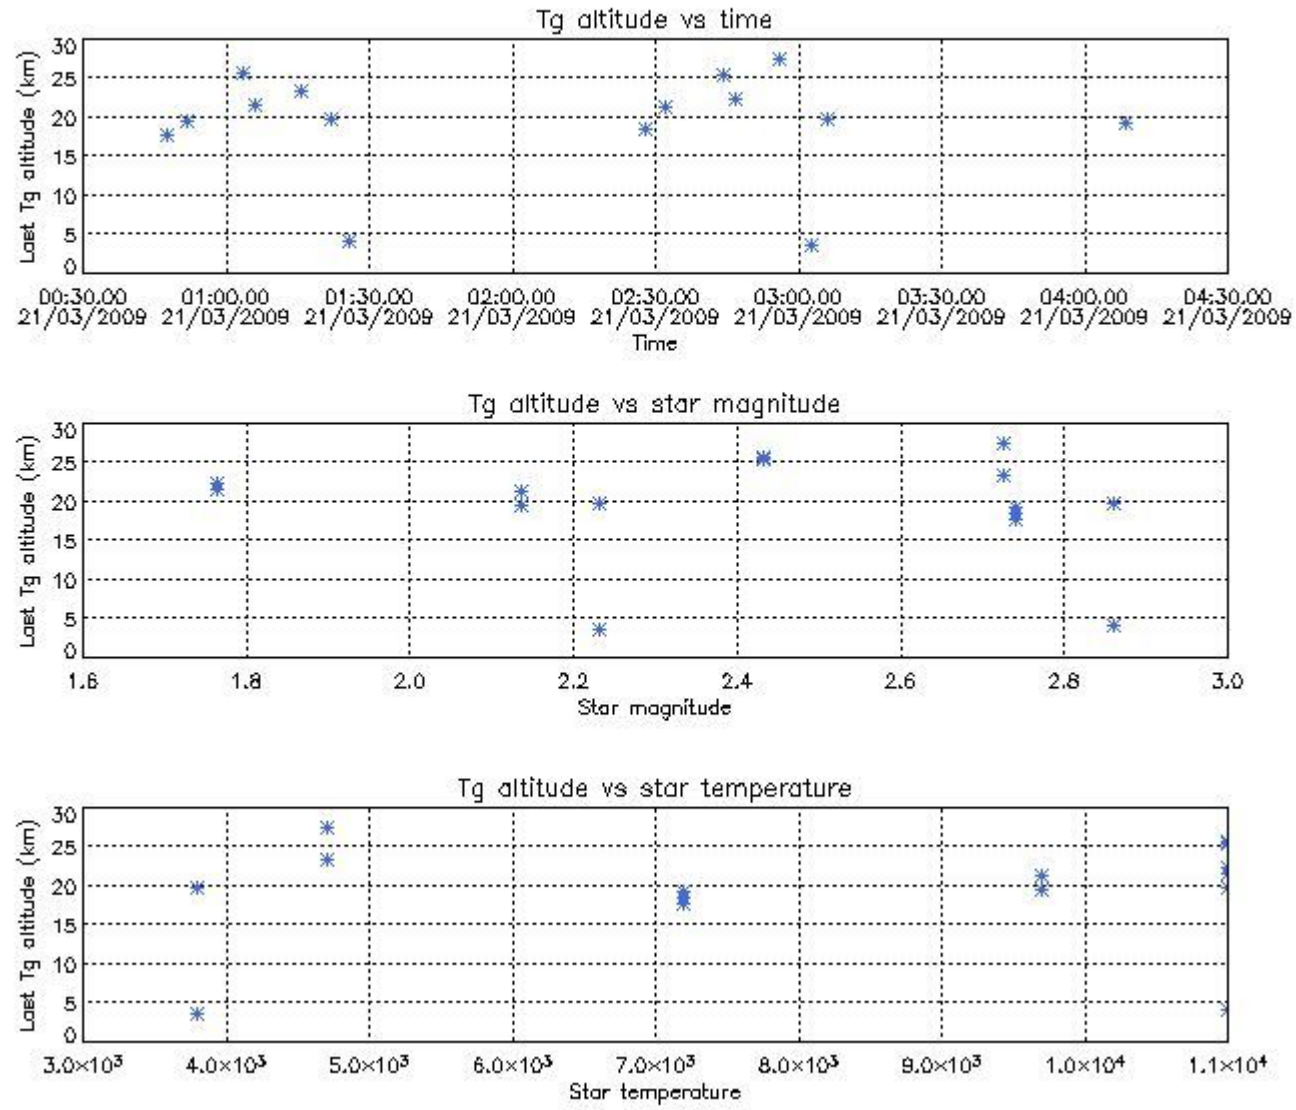 Tg altitude vs time
Last Tg altitude (km)
30
25
20
15
10
5
0
00:30.00 01:00.00 01:30.00 02:00.00 02:30.00 03:00.00 03:30.00 04:00.00 04:30.00
21/03/2009 21/03/2009 21/03/2009 21/03/2009 21/03/2009 21/03/2009 21/03/2009 21/03/2009 21/03/2009
Time
Tg altitude vs star magnitude
Last Tg altitude (km)
30
25
20
15
10
5
0
1.6 1.8 2.0 2.2 2.4 2.6 2.8 3.0
Star magnitude
Tg altitude vs star temperature
Last Tg altitude (km)
30
25
20
15
10
5
0
3.0×10³ 4.0×10³ 5.0×10³ 6.0×10³ 7.0×10³ 8.0×10³ 9.0×10³ 1.0×10⁴ 1.1×10⁴
Star temperature